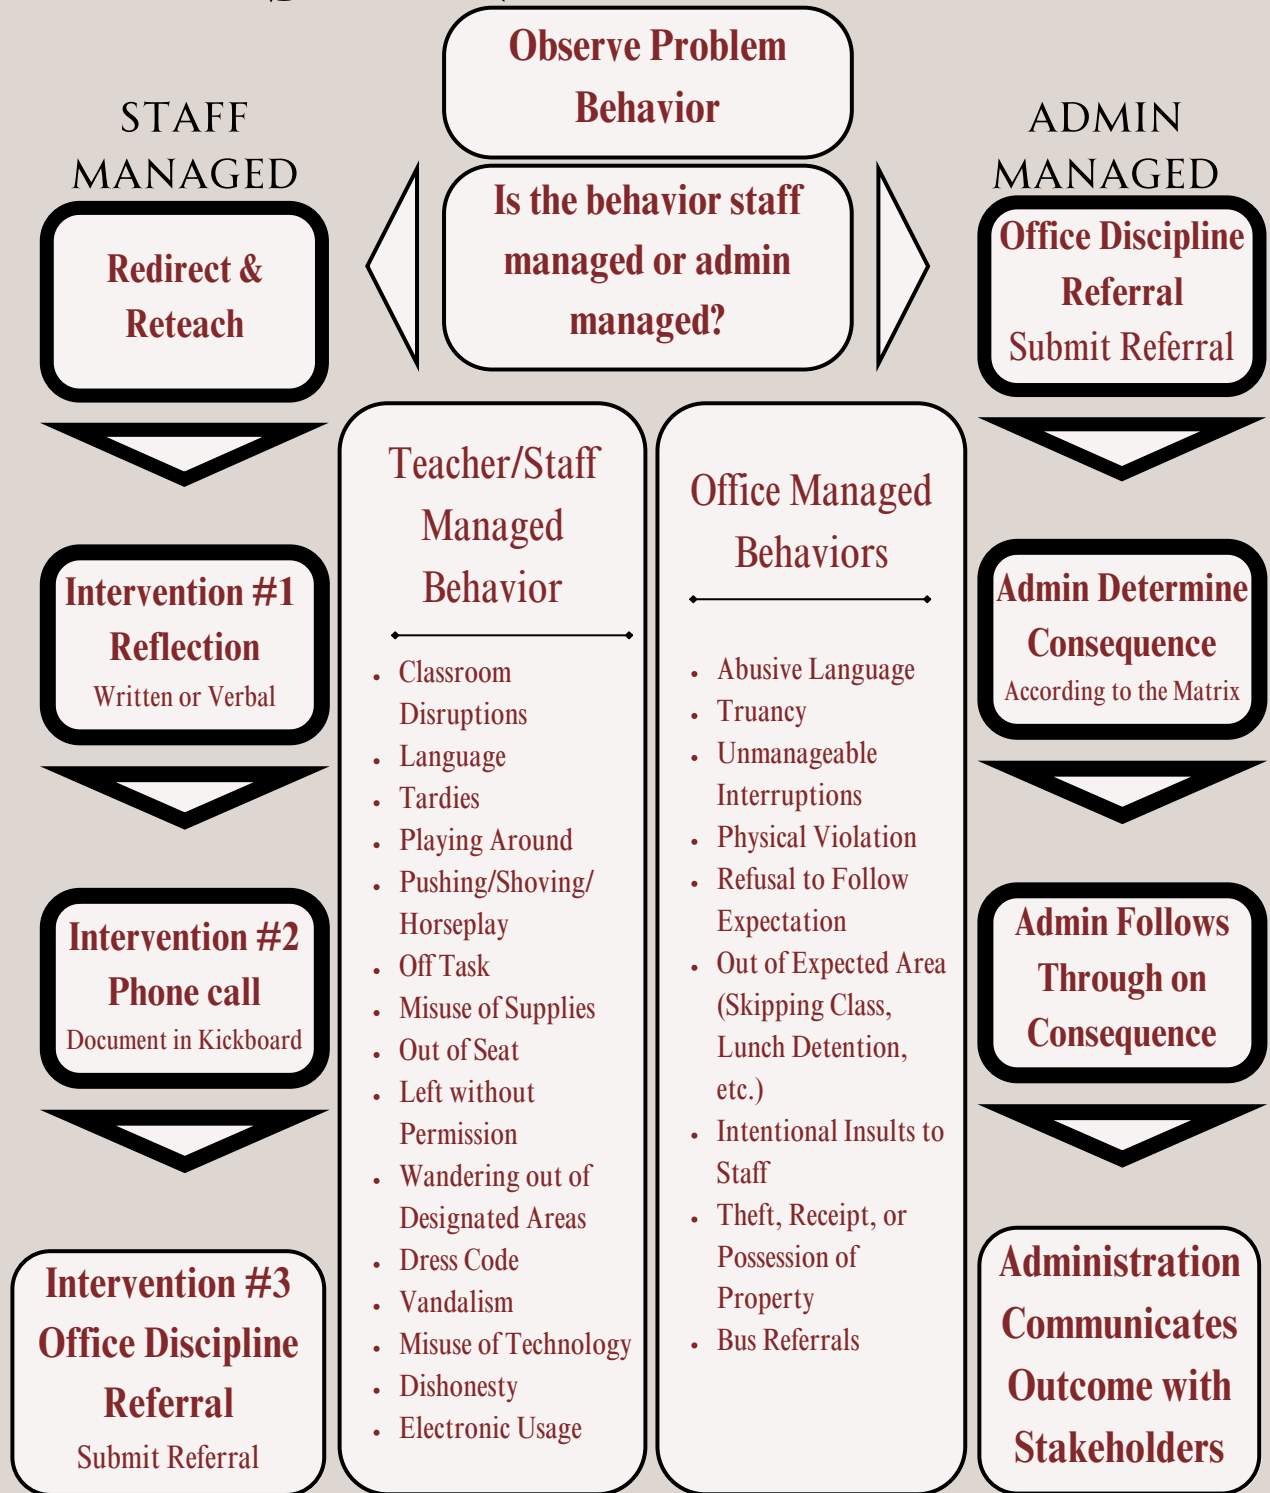 Observe Problem
Behavior
STAFF
MANAGED
ADMIN
MANAGED
Is the behavior staff
managed or admin
managed?
Redirect &
Reteach
Office Discipline
Referral
Submit Referral
Intervention #1
Reflection
Written or Verbal
Intervention #2
Phone call
Document in Kickboard
Intervention #3
Office Discipline
Referral
Submit Referral
Teacher/Staff
Managed
Behavior
• Classroom
Disruptions
• Language
• Tardies
• Playing Around
• Pushing/Shoving/
Horseplay
• Off Task
• Misuse of Supplies
• Out of Seat
• Left without
Permission
• Wandering out of
Designated Areas
• Dress Code
• Vandalism
• Misuse of Technology
• Dishonesty
• Electronic Usage
Office Managed
Behaviors
• Abusive Language
• Truancy
• Unmanageable
Interruptions
• Physical Violation
• Refusal to Follow
Expectation
• Out of Expected Area
(Skipping Class,
Lunch Detention,
etc.)
• Intentional Insults to
Staff
• Theft, Receipt, or
Possession of
Property
• Bus Referrals
Admin Determine
Consequence
According to the Matrix
Admin Follows
Through on
Consequence
Administration
Communicates
Outcome with
Stakeholders